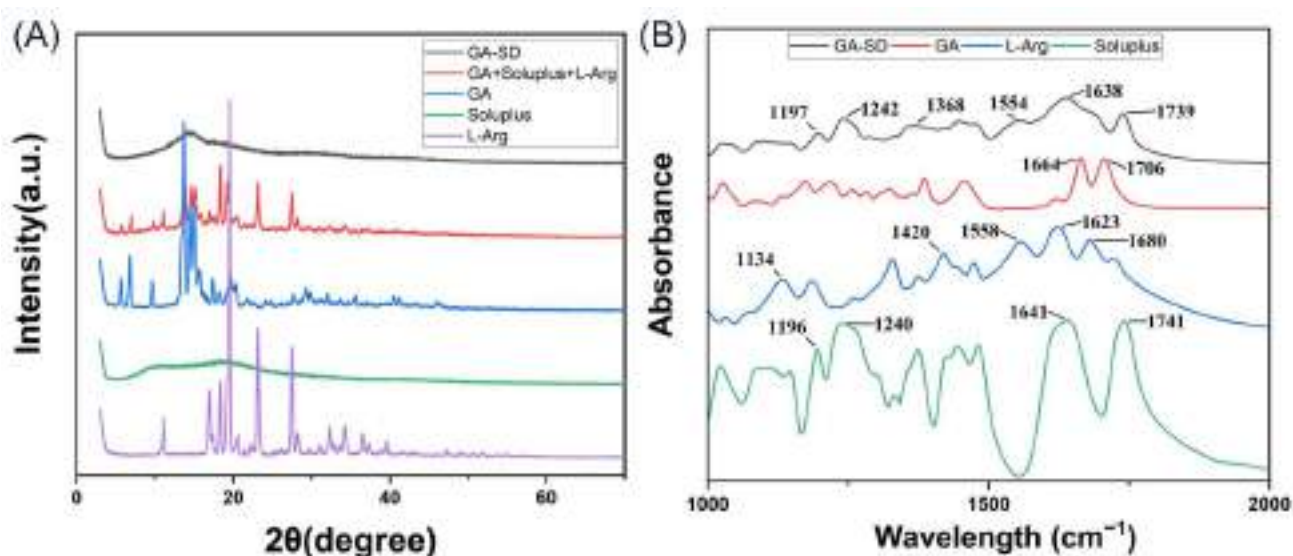 (A)
GA-SD
GA+Soluplus+L-Arg
GA
Soluplus
L-Arg
Intensity(a.u.)
0 20 40 60
2θ(degree)
(B)
GA-SD GA L-Arg Soluplus
1638
1197 1242 1368 1554 1739
1664 1706
1623
1558
1420 1680
1134
1641 1741
1196 1240
Absorbance
1000 1500 2000
Wavelength (cm⁻¹)